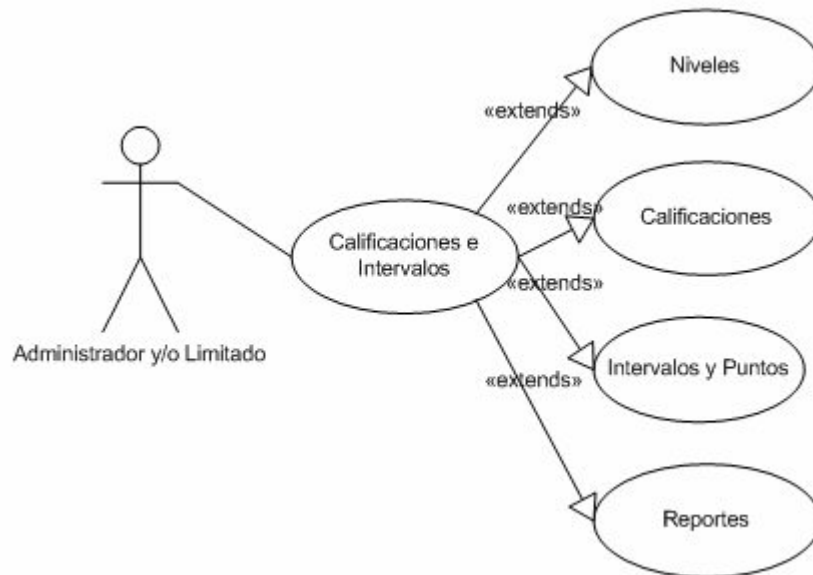 Niveles
«extends»
«extends»
Calificaciones
Calificaciones e
Intervalos
«extends»
Administrador y/o Limitado
Intervalos y Puntos
«extends»
Reportes